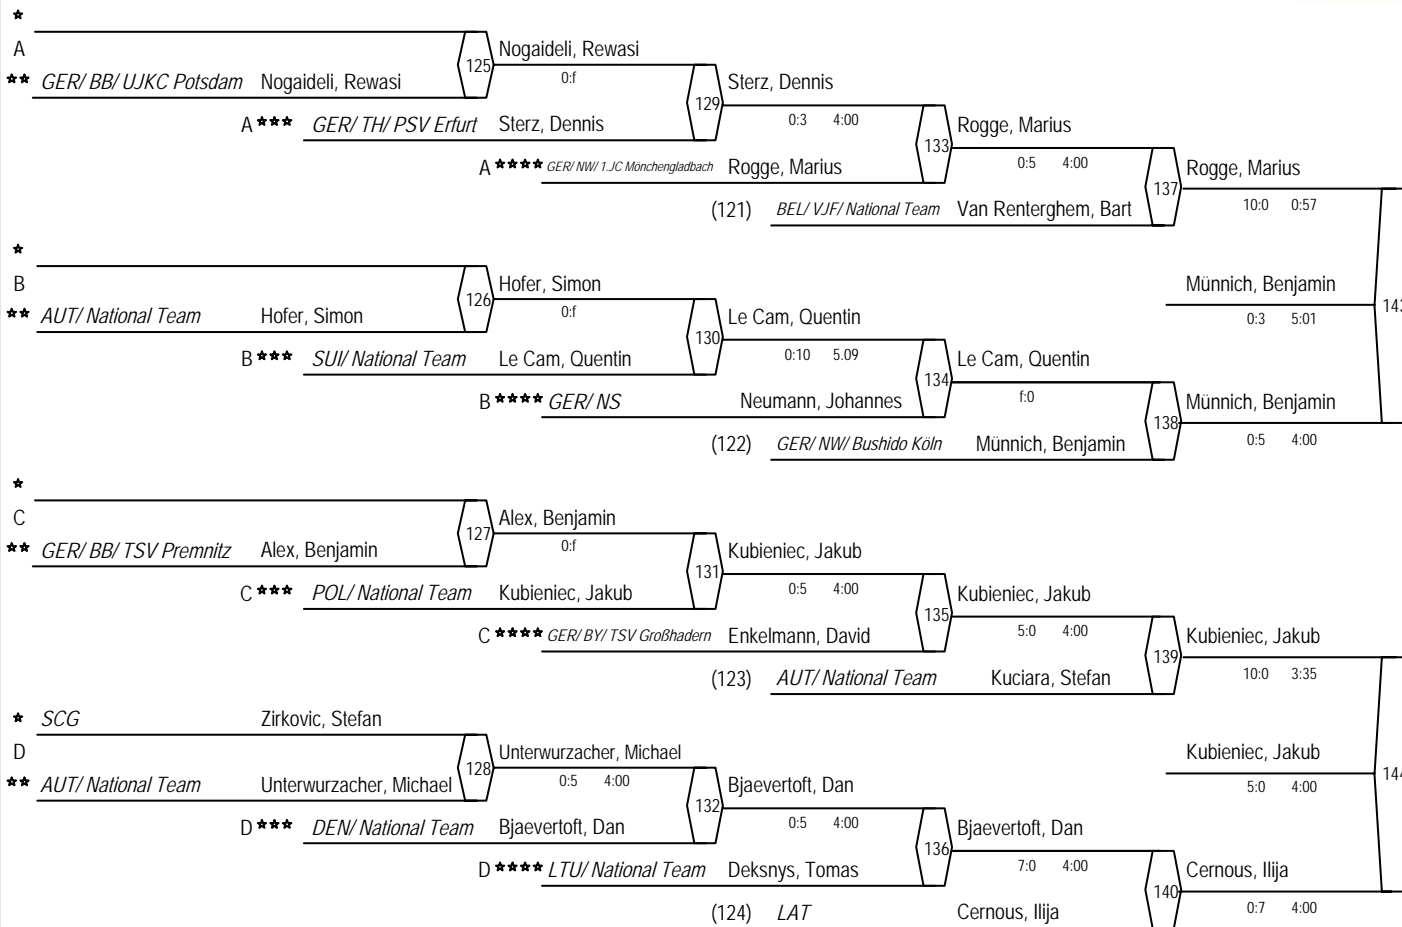 A
Nogaideli, Rewasi
125
** GER/ BB/ UJKC Potsdam Nogaideli, Rewasi
0:f
Sterz, Dennis
129
A *** GER/ TH/ PSV Erfurt Sterz, Dennis
0:3 4:00
Rogge, Marius
133
A **** GER/ NW/ 1.JC Mönchengladbach Rogge, Marius
0:5 4:00
Rogge, Marius
137
(121) BEL/ VJF/ National Team Van Renterghem, Bart
10:0 0:57
*
B
Hofer, Simon
Münnich, Benjamin
126
** AUT/ National Team Hofer, Simon
0:f
0:3 5:01
143
Le Cam, Quentin
130
B *** SUI/ National Team Le Cam, Quentin
0:10 5.09
Le Cam, Quentin
134
B **** GER/ NS Neumann, Johannes
f:0
Münnich, Benjamin
138
(122) GER/ NW/ Bushido Köln Münnich, Benjamin
0:5 4:00
*
C
Alex, Benjamin
127
** GER/ BB/ TSV Premnitz Alex, Benjamin
0:f
Kubieniec, Jakub
131
C *** POL/ National Team Kubieniec, Jakub
0:5 4:00
Kubieniec, Jakub
135
C **** GER/ BY/ TSV Großhadern Enkelmann, David
5:0 4:00
Kubieniec, Jakub
139
(123) AUT/ National Team Kuciara, Stefan
10:0 3:35
* SCG Zirkovic, Stefan
D
Unterwurzacher, Michael
Kubieniec, Jakub
128
** AUT/ National Team Unterwurzacher, Michael
0:5 4:00
5:0 4:00
Bjaevertoft, Dan
132
D *** DEN/ National Team Bjaevertoft, Dan
0:5 4:00
Bjaevertoft, Dan
136
D **** LTU/ National Team Deksnys, Tomas
7:0 4:00
Cernous, Ilija
140
(124) LAT Cernous, Ilija
0:7 4:00